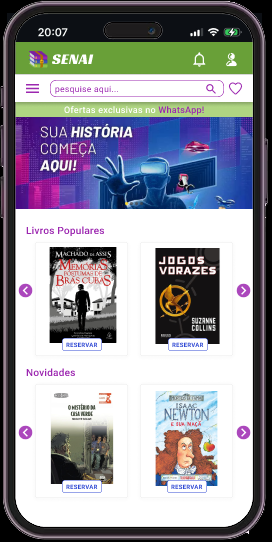 20:07
SENAI
pesquise aqui...
Ofertas exclusivas no WhatsApp!
SUA HISTÓRIA
COMEÇA
AQUI!
Livros Populares
MACHADO DE ASSIS
MEMÓRIAS
PÓSTUMAS DE
BRÁS CUBAS
RESERVAR
JOGOS
VORAZES
SUZANNE
COLLINS
RESERVAR
Novidades
O MISTÉRIO DA
CASA VERDE
RESERVAR
ISAAC
NEWTON
E SUA MAÇÃ
RESERVAR